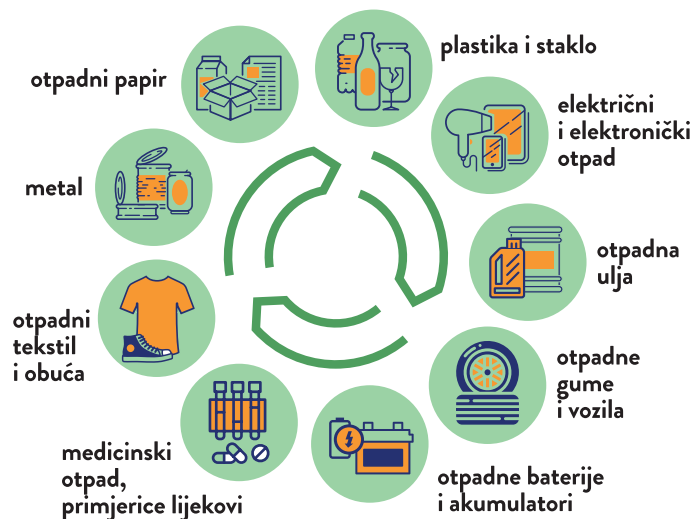 plastika i staklo
električni
i elektronički
otpad
otpadna
ulja
otpadne
gume
i vozila
otpadne baterije
i akumulatori
medicinski
otpad,
primjerice lijekovi
otpadni
tekstil
i obuća
metal
otpadni papir